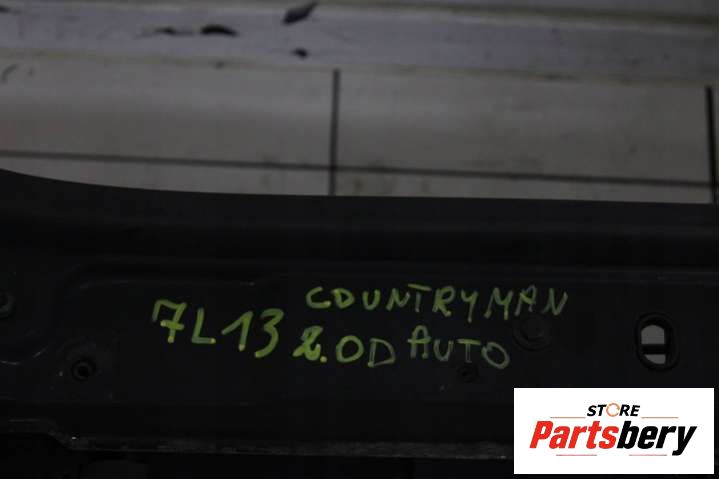 COUNTRYMAN
7L13 2.0D AUTO
STORE
Partsbery